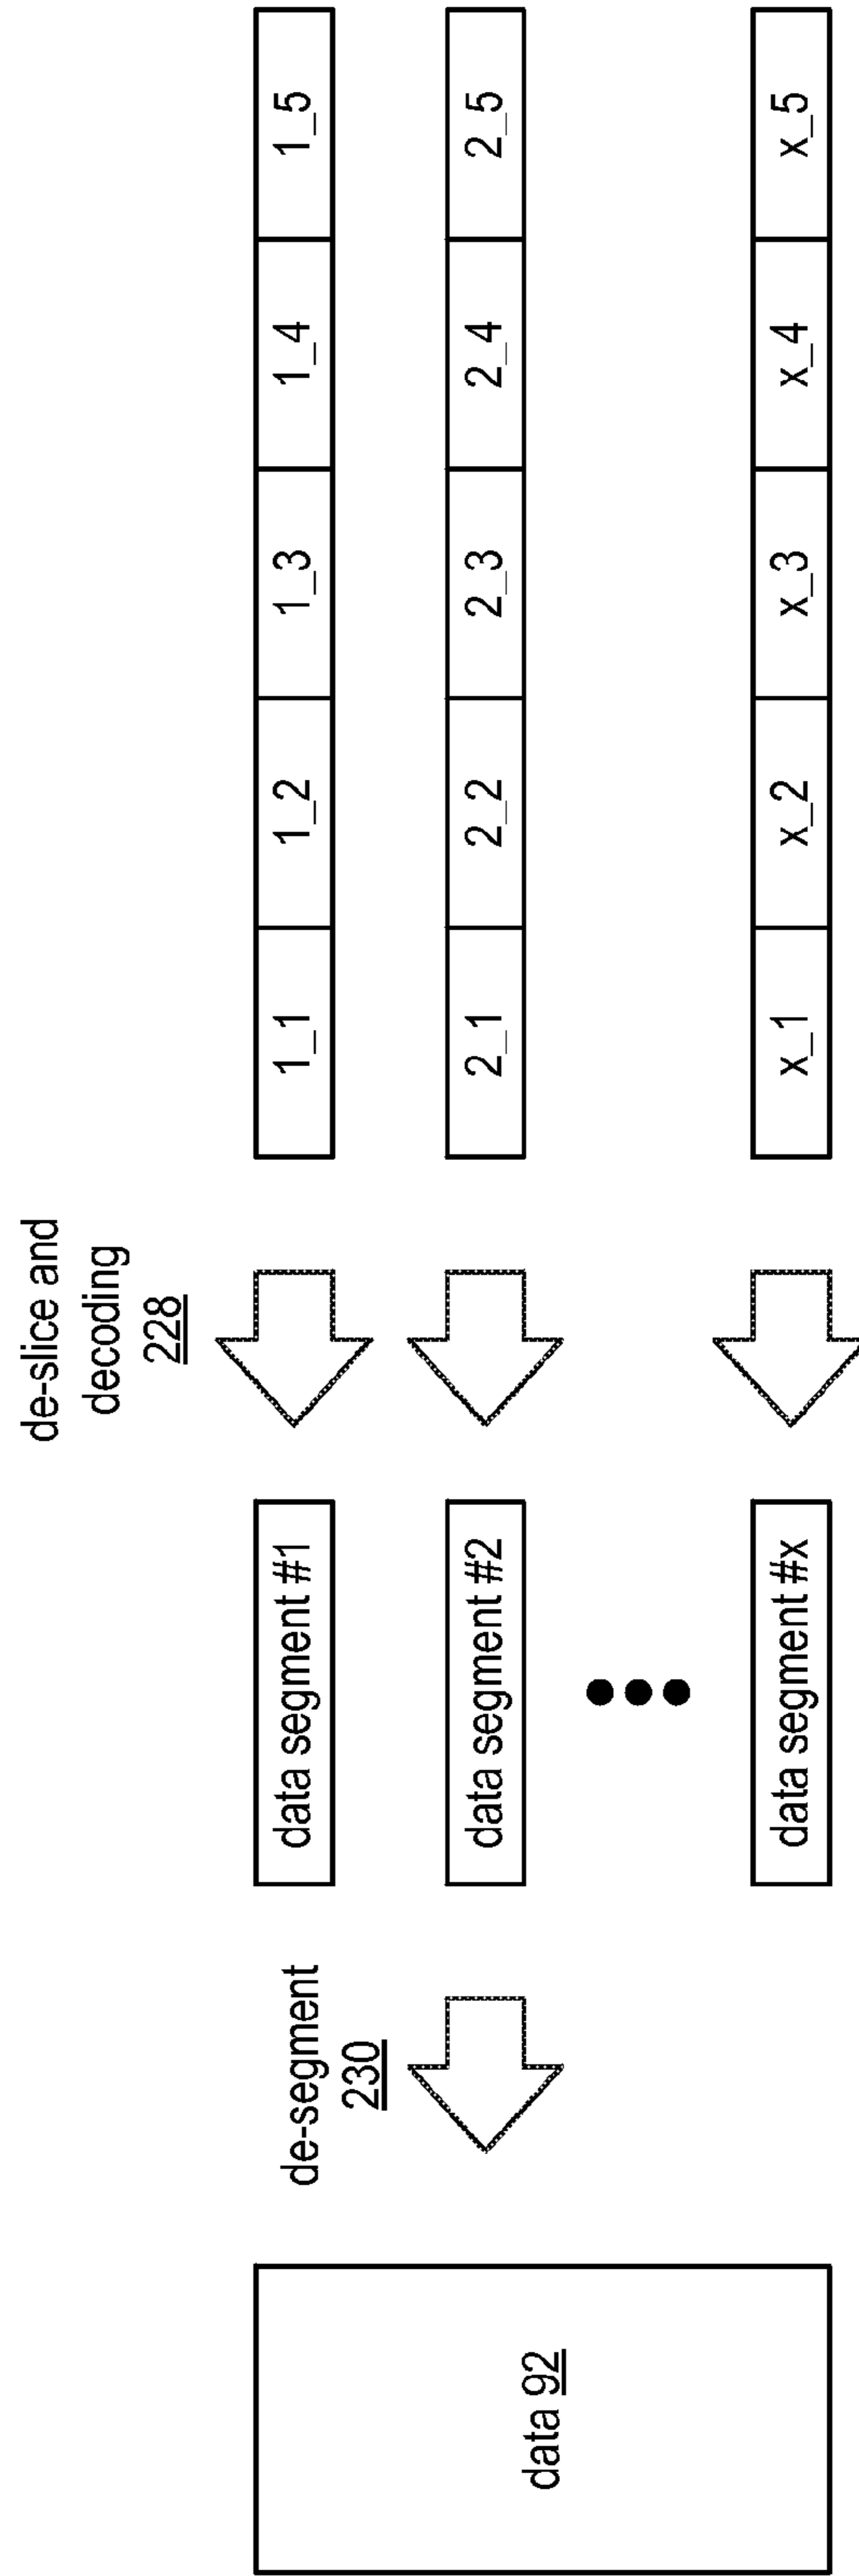 de-slice and
decoding
228
de-segment
230
data 92
data segment #1
1_1 1_2 1_3 1_4 1_5
data segment #2
2_1 2_2 2_3 2_4 2_5
data segment #x
x_1 x_2 x_3 x_4 x_5